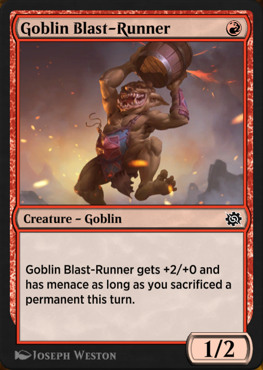 Goblin Blast-Runner
Creature – Goblin
Goblin Blast-Runner gets +2/+0 and
has menace as long as you sacrificed a
permanent this turn.
1/2
Joseph Weston